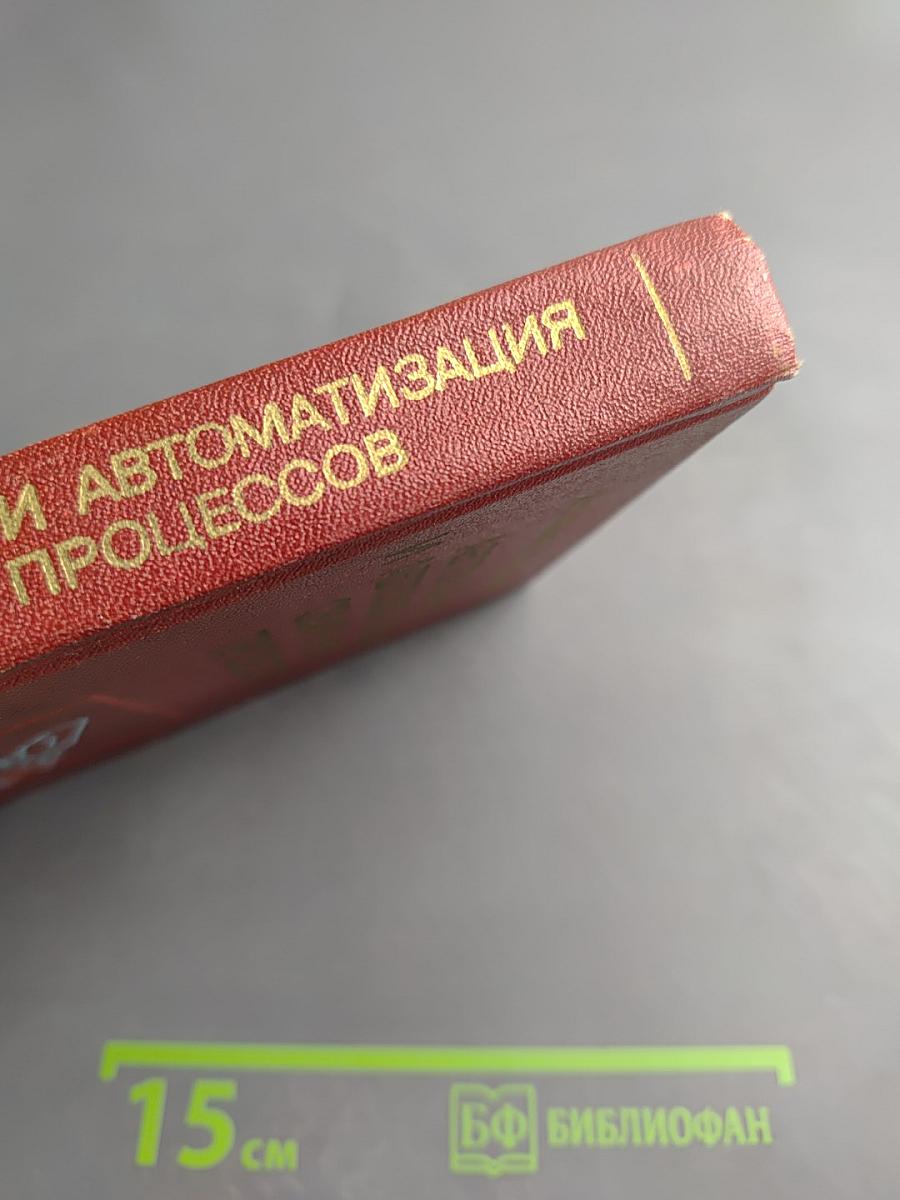 И АВТОМАТИЗАЦИЯ
ПРОЦЕССОВ
15 см
БФ БИБЛИОФАН